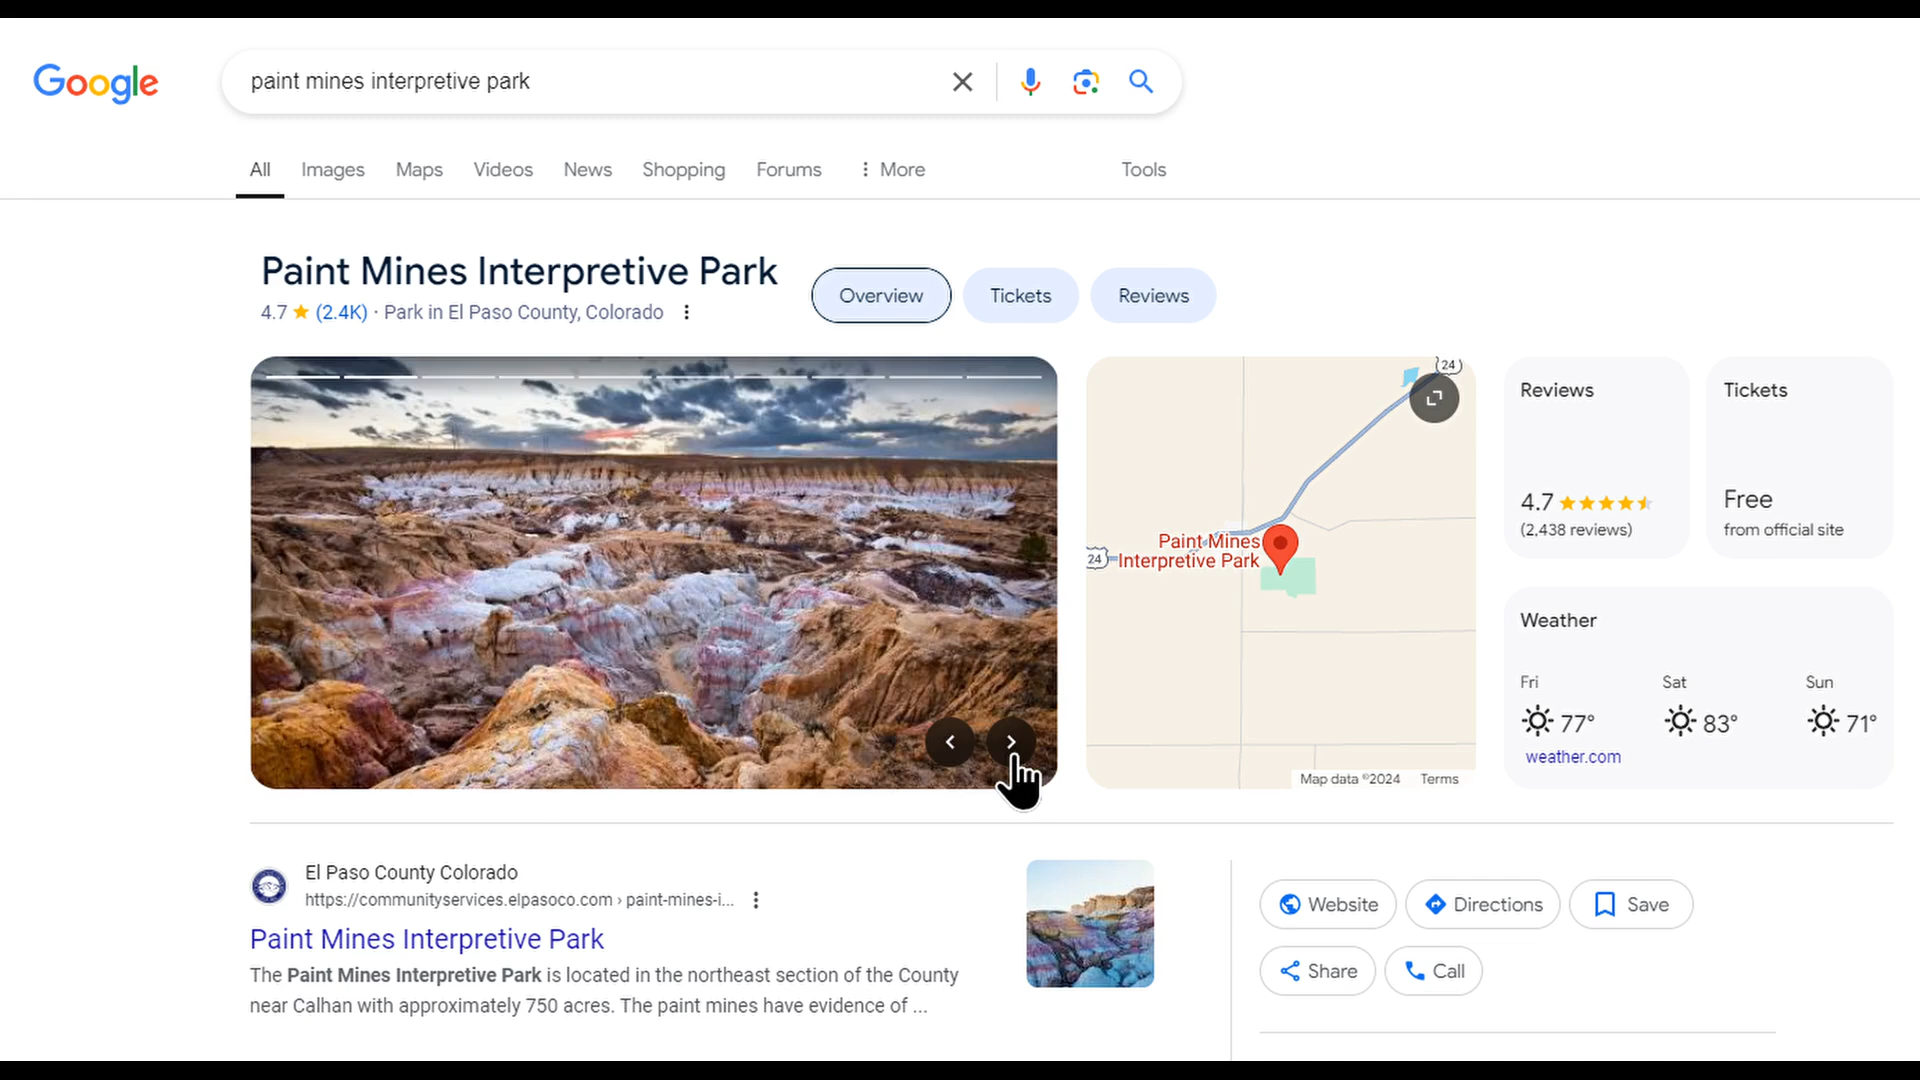 Google
paint mines interpretive park
All Images Maps Videos News Shopping Forums More Tools
Paint Mines Interpretive Park
4.7 (2.4K) · Park in El Paso County, Colorado
Overview Tickets Reviews
24
24
Paint Mines
Interpretive Park
Map data ©2024 Terms
Reviews
4.7
(2,438 reviews)
Tickets
Free
from official site
Weather
Fri Sat Sun
77° 83° 71°
weather.com
El Paso County Colorado
https://communityservices.elpasoco.com › paint-mines-i...
Paint Mines Interpretive Park
The Paint Mines Interpretive Park is located in the northeast section of the County
near Calhan with approximately 750 acres. The paint mines have evidence of ...
Website Directions Save
Share Call